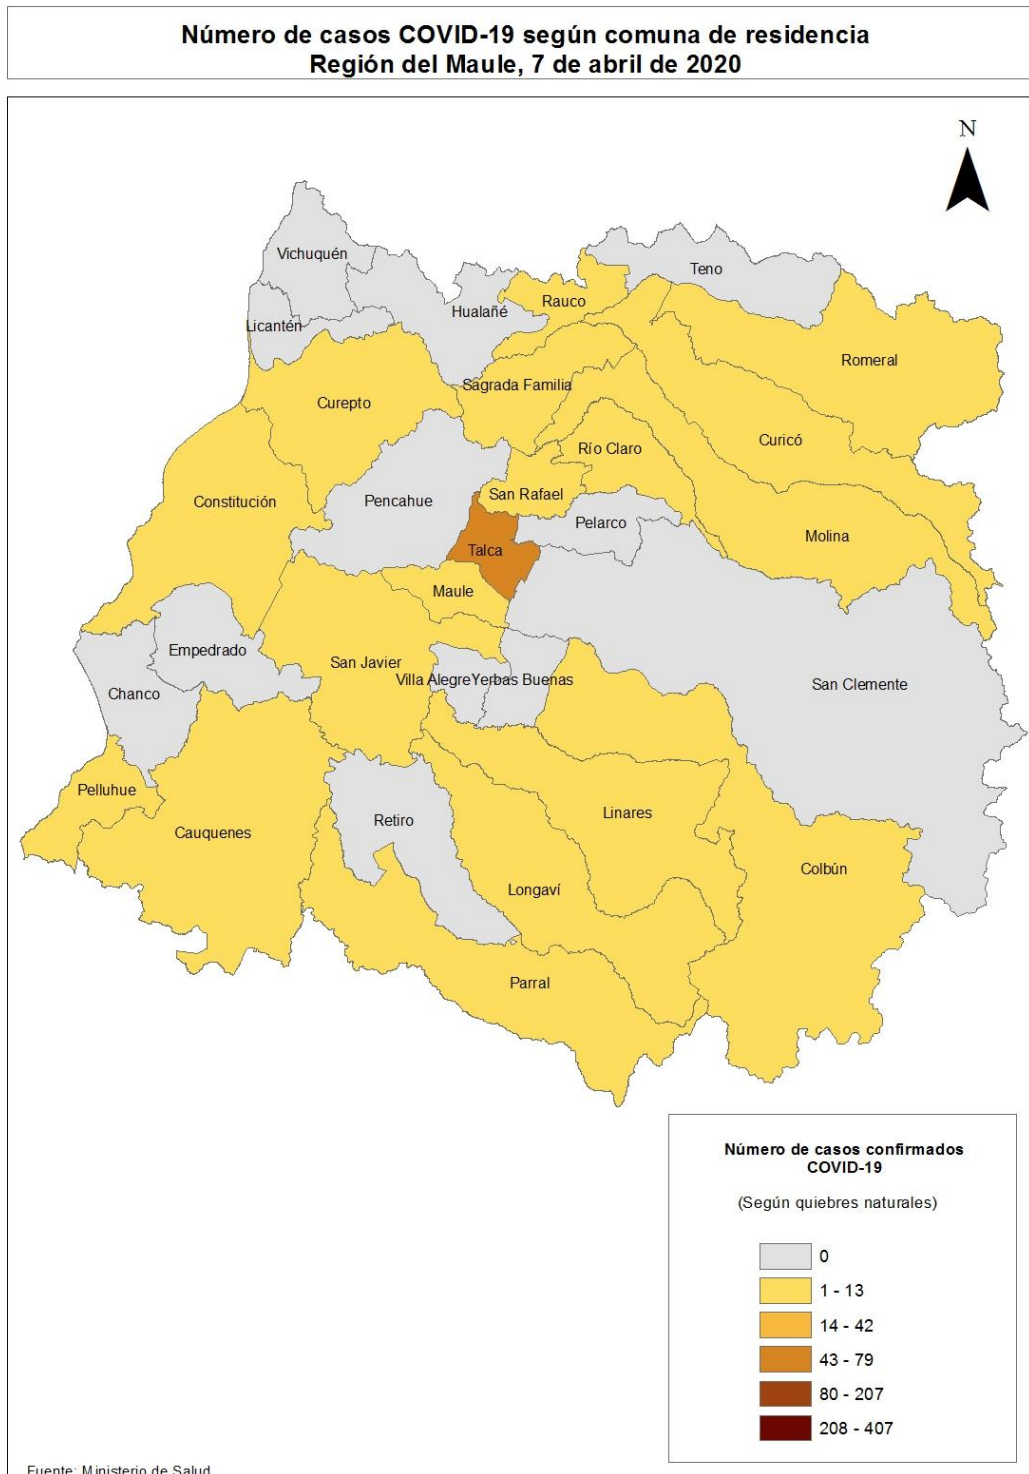 Número de casos COVID-19 según comuna de residencia
Región del Maule, 7 de abril de 2020
N
Vichuquén
Teno
Rauco
Hualañé
Licantén
Romeral
Sagrada Familia
Curepto
Curicó
Río Claro
San Rafael
Constitución
Pencahue
Pelarco
Molina
Talca
Maule
Empedrado
San Javier
Villa Alegre
Yerbas Buenas
San Clemente
Chanco
Pelluhue
Linares
Retiro
Cauquenes
Colbún
Longaví
Parral
Número de casos confirmados
COVID-19
(Según quiebres naturales)
0
1 - 13
14 - 42
43 - 79
80 - 207
208 - 407
Fuente: Ministerio de Salud